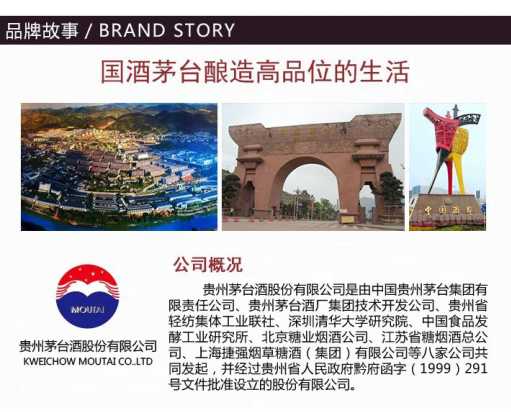 品牌故事 / BRAND STORY
国酒茅台酿造高品位的生活
MOUTAI
贵州茅台酒股份有限公司
KWEICHOW MOUTAI CO.,LTD
公司概况
贵州茅台酒股份有限公司是由中国贵州茅台集团有
限责任公司、贵州茅台酒厂集团技术开发公司、贵州省
轻纺集体工业联社、深圳清华大学研究院、中国食品发
酵工业研究所、北京糖业烟酒公司、江苏省糖烟酒总公
司、上海捷强烟草糖酒（集团）有限公司等八家公司共
同发起，并经过贵州省人民政府黔府函字（1999）291
号文件批准设立的股份有限公司。